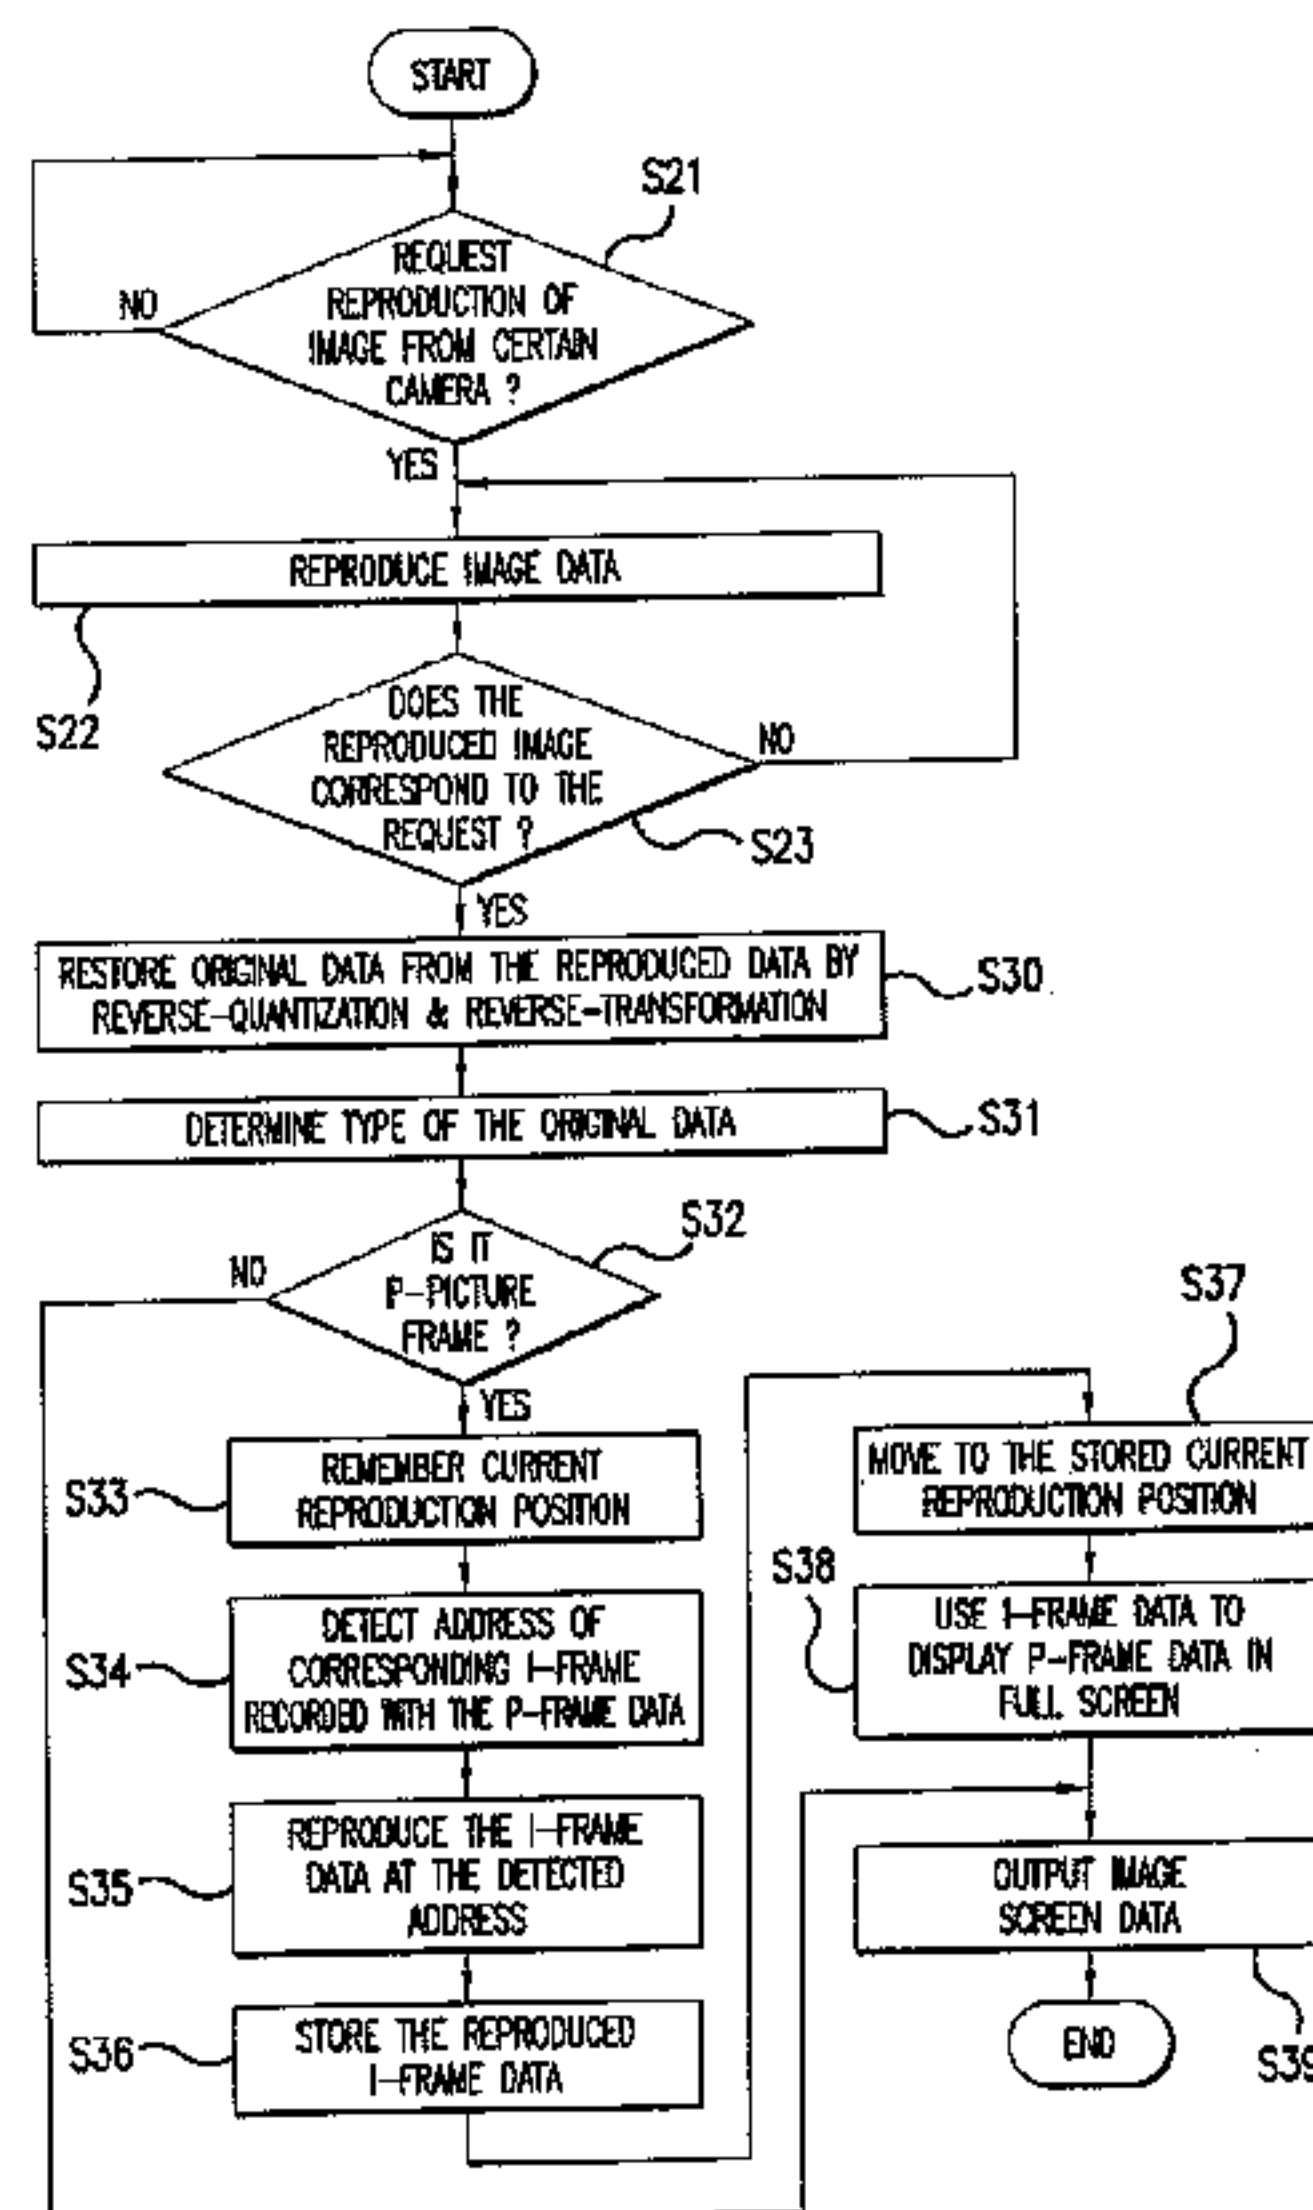 START
S21
REQUEST
REPRODUCTION OF
IMAGE FROM CERTAIN
CAMERA ?
NO
YES
REPRODUCE IMAGE DATA
S22
DOES THE
REPRODUCED IMAGE
CORRESPOND TO THE
REQUEST ?
NO
S23
YES
RESTORE ORIGINAL DATA FROM THE REPRODUCED DATA BY
REVERSE-QUANTIZATION & REVERSE-TRANSFORMATION
S30
DETERMINE TYPE OF THE ORIGINAL DATA
S31
IS IT
P-PICTURE
FRAME ?
S32
NO
YES
REMEMBER CURRENT
REPRODUCTION POSITION
S33
DETECT ADDRESS OF
CORRESPONDING I-FRAME
RECORDED WITH THE P-FRAME DATA
S34
REPRODUCE THE I-FRAME
DATA AT THE DETECTED
ADDRESS
S35
STORE THE REPRODUCED
I-FRAME DATA
S36
S37
MOVE TO THE STORED CURRENT
REPRODUCTION POSITION
S38
USE I-FRAME DATA TO
DISPLAY P-FRAME DATA IN
FULL SCREEN
OUTPUT IMAGE
SCREEN DATA
END
S39